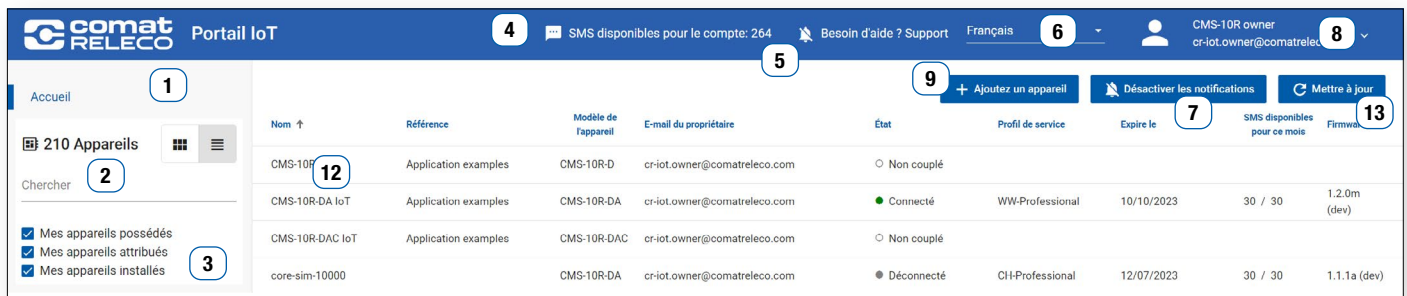 comat
RELECO
Portail IoT
4
SMS disponibles pour le compte: 264
5
Besoin d'aide ? Support
Français
6
CMS-10R owner
cr-iot.owner@comatrelec
8
1
Accueil
9
+ Ajoutez un appareil
Désactiver les notifications
7
Mettre à jour
13
210 Appareils
2
Chercher
Mes appareils possédés
Mes appareils attribués
Mes appareils installés
3
Nom ↑ Référence Modèle de l'appareil E-mail du propriétaire État Profil de service Expire le SMS disponibles pour ce mois Firmwa
CMS-10R Application examples CMS-10R-D cr-iot.owner@comatreleco.com Non couplé
12
CMS-10R-DA IoT Application examples CMS-10R-DA cr-iot.owner@comatreleco.com Connecté WW-Professional 10/10/2023 30 / 30 1.2.0m (dev)
CMS-10R-DAC IoT Application examples CMS-10R-DAC cr-iot.owner@comatreleco.com Non couplé
core-sim-10000 CMS-10R-DA cr-iot.owner@comatreleco.com Déconnecté CH-Professional 12/07/2023 30 / 30 1.1.1a (dev)